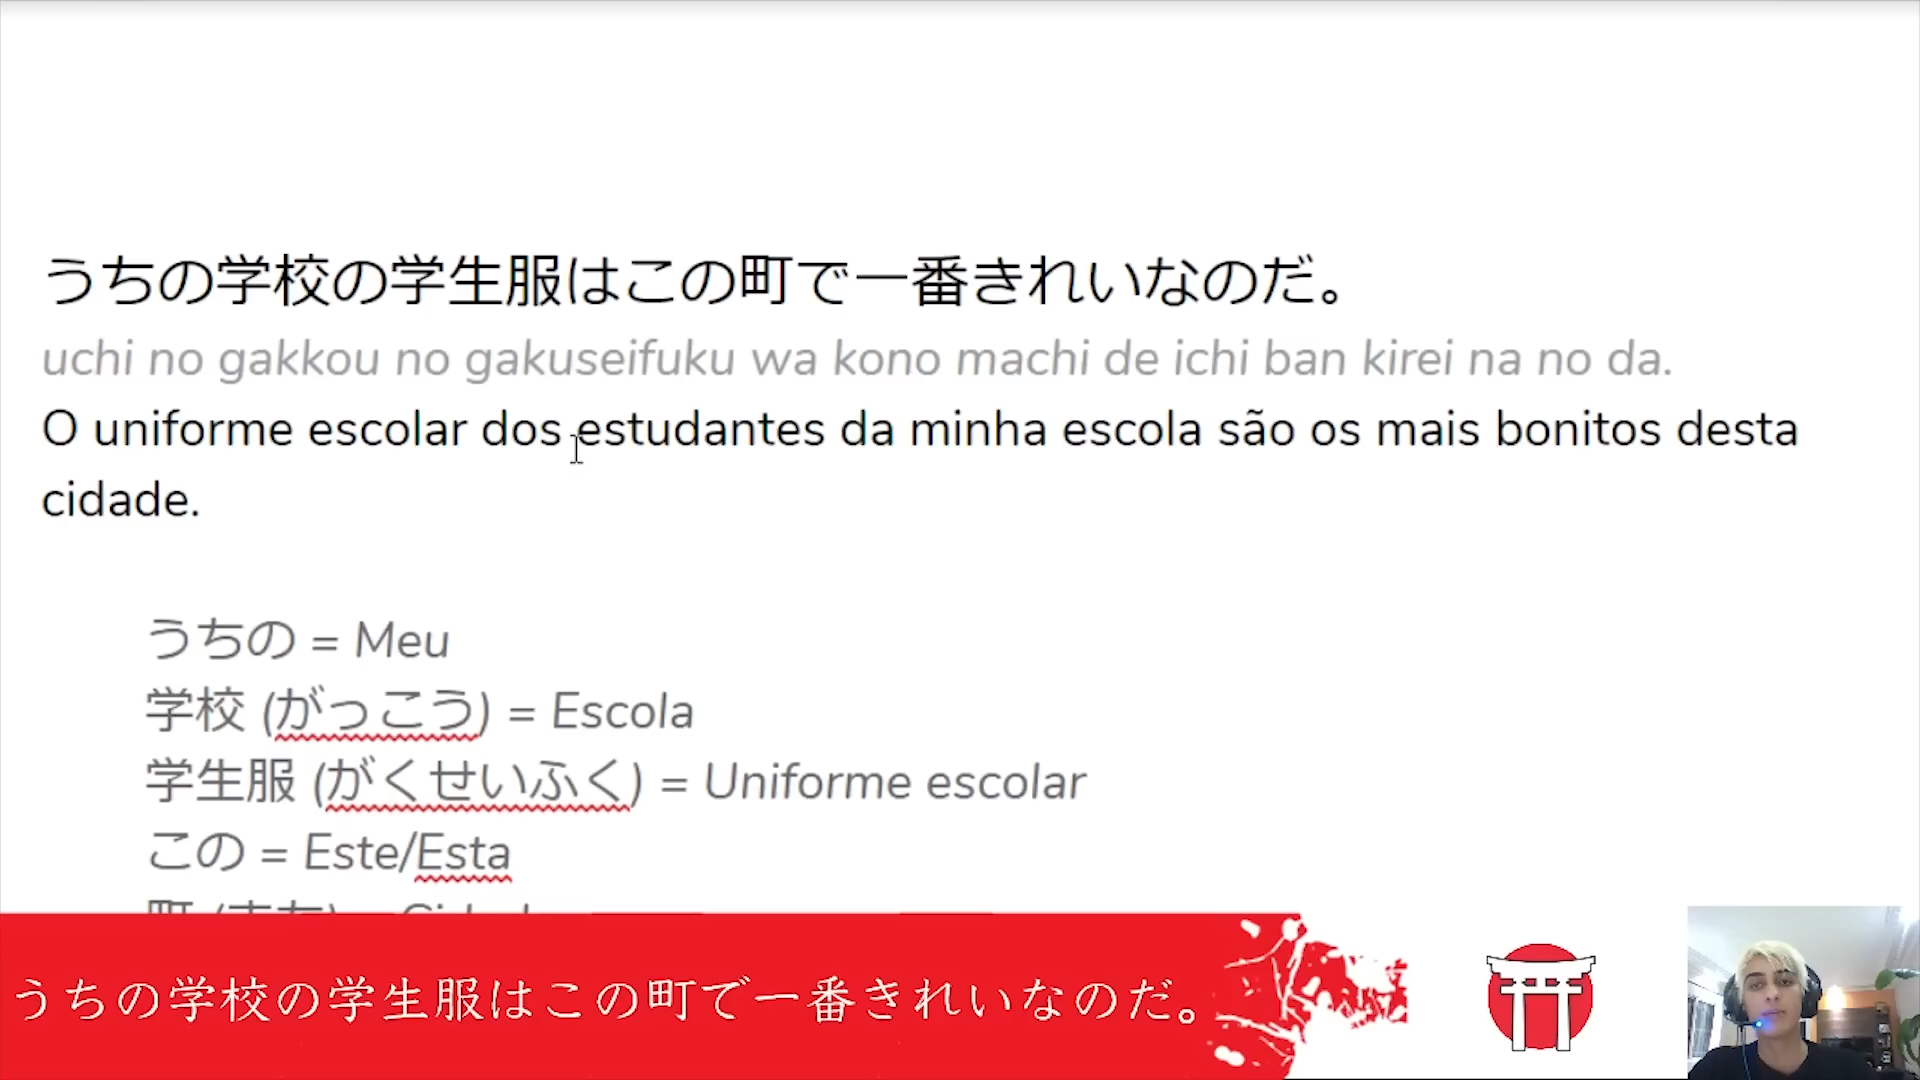 うちの学校の学生服はこの町で一番きれいなのだ。
uchi no gakkou no gakuseifuku wa kono machi de ichi ban kirei na no da.
O uniforme escolar dos estudantes da minha escola são os mais bonitos desta
cidade.
うちの = Meu
学校 (がっこう) = Escola
学生服 (がくせいふく) = Uniforme escolar
この = Este/Esta
うちの学校の学生服はこの町で一番きれいなのだ。